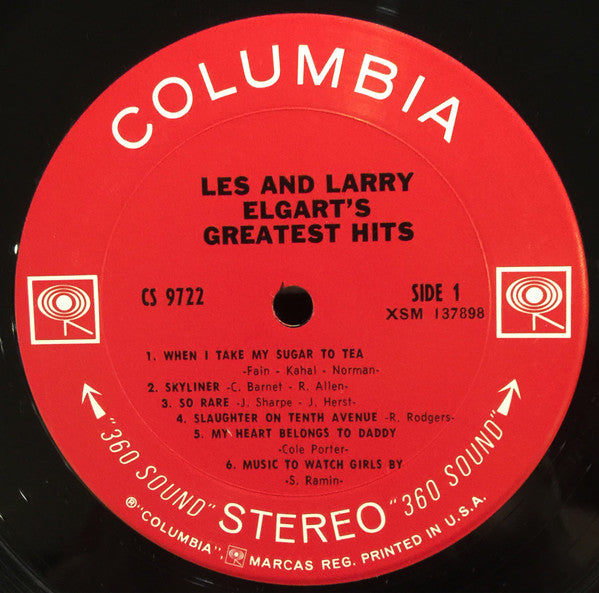 COLUMBIA
LES AND LARRY
ELGART'S
GREATEST HITS
CS 9722
SIDE 1
XSM 137898
1. WHEN I TAKE MY SUGAR TO TEA
-Fain - Kahal - Norman-
2. SKYLINER -C. Barnet - R. Allen-
3. SO RARE -J. Sharpe - J. Herst-
4. SLAUGHTER ON TENTH AVENUE -R. Rodgers-
5. MY HEART BELONGS TO DADDY
-Cole Porter-
6. MUSIC TO WATCH GIRLS BY
-S. Ramin-
"360 SOUND" STEREO "360 SOUND"
®"COLUMBIA", MARCAS REG. PRINTED IN U.S.A.